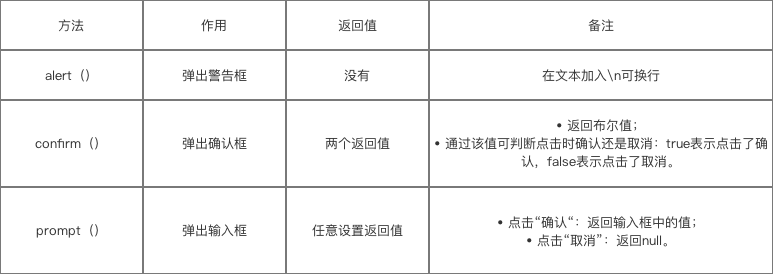 方法 作用 返回值 备注
alert（） 弹出警告框 没有 在文本加入\n可换行
confirm（） 弹出确认框 两个返回值
• 返回布尔值；
• 通过该值可判断点击时确认还是取消：true表示点击了确
认，false表示点击了取消。
prompt（） 弹出输入框 任意设置返回值
• 点击“确认“：返回输入框中的值；
• 点击“取消”：返回null。